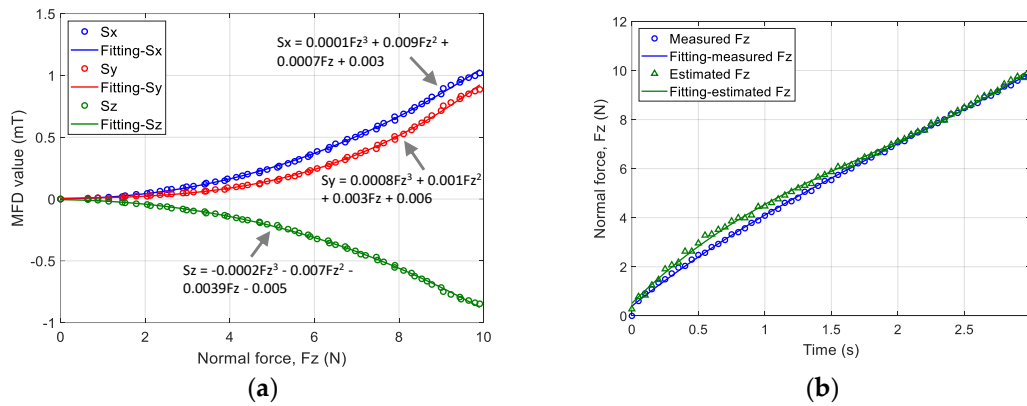 Sx
Fitting-Sx
Sy
Fitting-Sy
Sz
Fitting-Sz
Sx = 0.0001Fz³ + 0.009Fz² +
0.0007Fz + 0.003
Sy = 0.0008Fz³ + 0.001Fz²
+ 0.003Fz + 0.006
Sz = -0.0002Fz³ - 0.007Fz² -
0.0039Fz - 0.005
MFD value (mT)
1.5
1
0.5
0
-0.5
-1
0 2 4 6 8 10
Normal force, Fz (N)
(a)
Measured Fz
Fitting-measured Fz
Estimated Fz
Fitting-estimated Fz
Normal force, Fz (N)
12
10
8
6
4
2
0
0 0.5 1 1.5 2 2.5
Time (s)
(b)